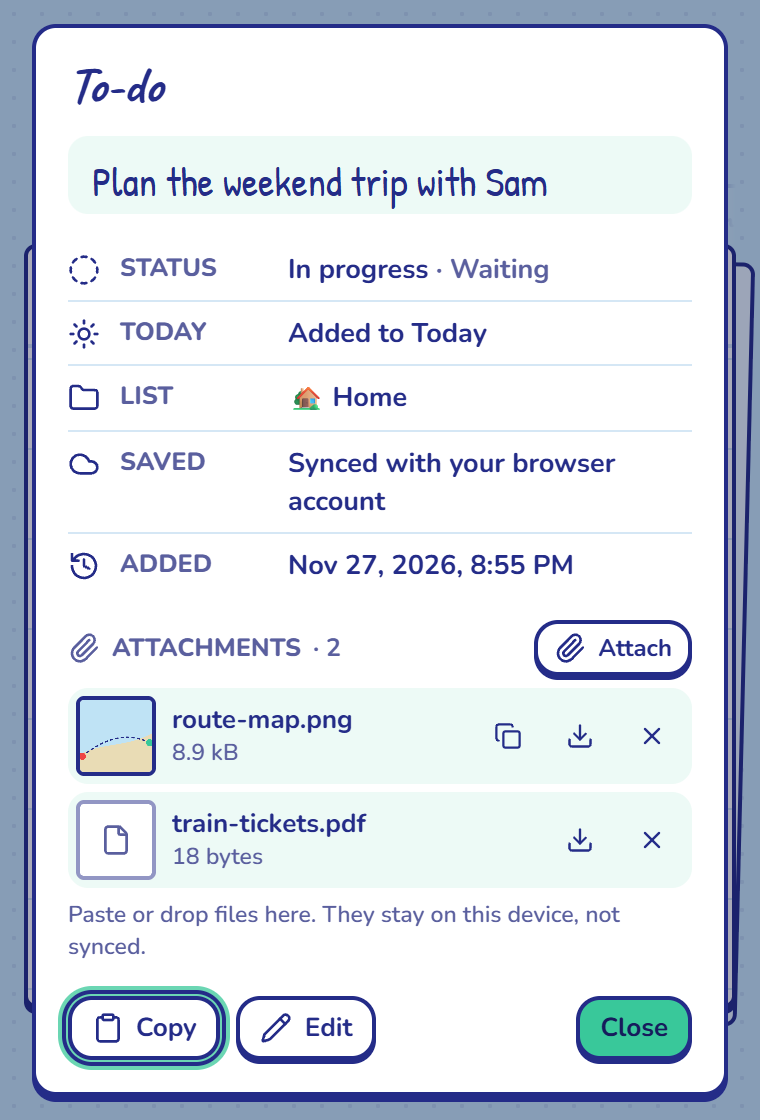 To-do
Plan the weekend trip with Sam
STATUS In progress · Waiting
TODAY Added to Today
LIST 🏠 Home
SAVED Synced with your browser
account
ADDED Nov 27, 2026, 8:55 PM
ATTACHMENTS · 2 Attach
route-map.png
8.9 kB
train-tickets.pdf
18 bytes
Paste or drop files here. They stay on this device, not
synced.
Copy Edit Close